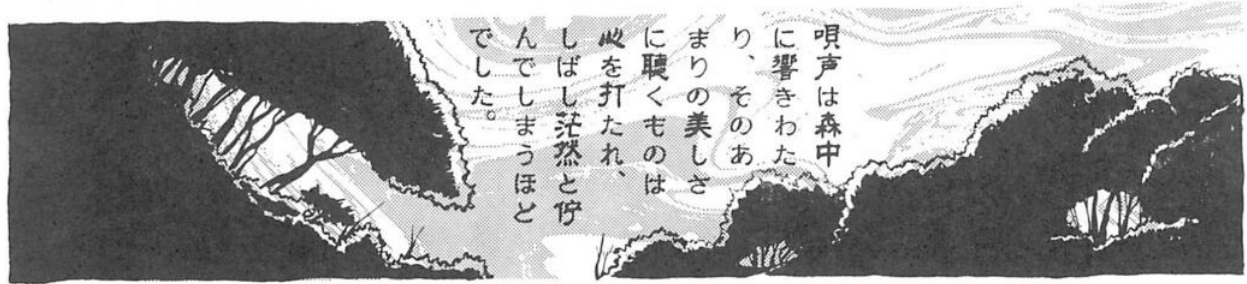 唄声は森中
に響きわた
り、そのあ
まりの美しさ
に聴くものは
心を打たれ、
しばし茫然と佇
んでしまうほど
でした。